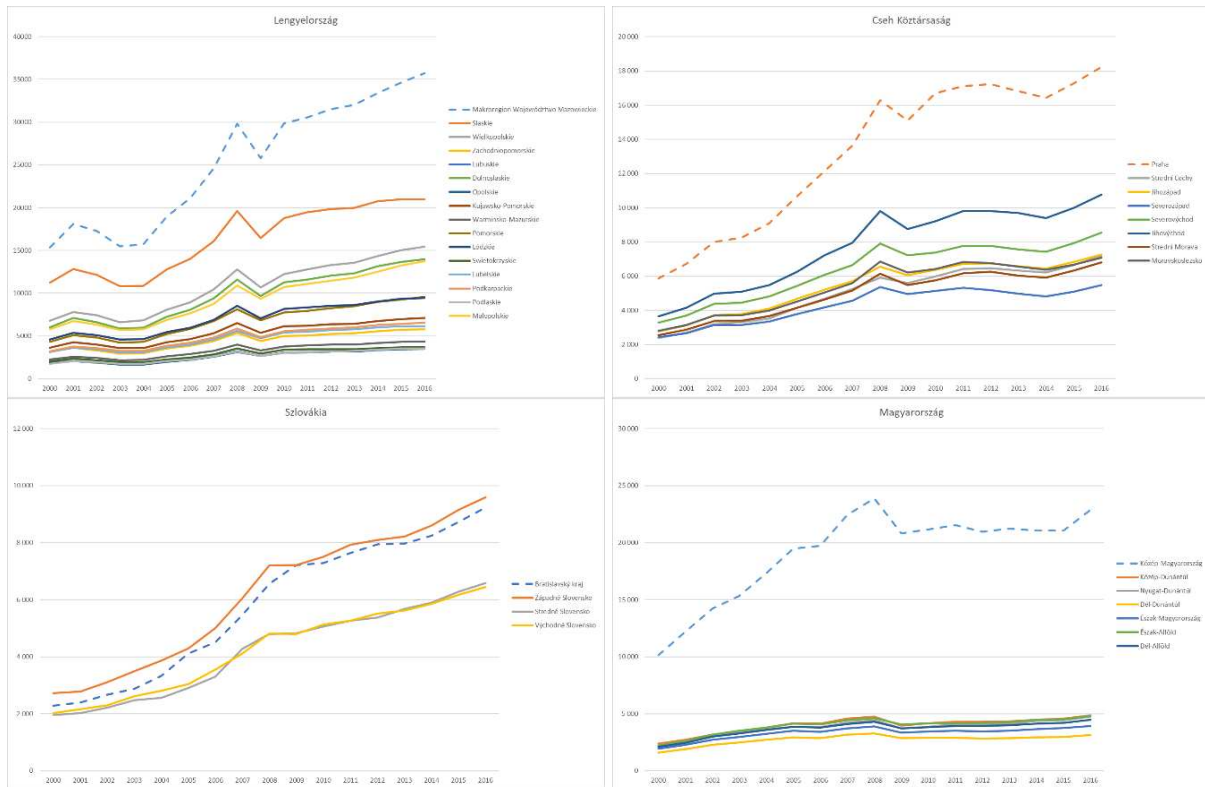 Lengyelország
40000
35000
30000
25000
20000
15000
10000
5000
0
2000 2001 2002 2003 2004 2005 2006 2007 2008 2009 2010 2011 2012 2013 2014 2015 2016
Makroregion Województwo Mazowieckie
Slaskie
Wielkopolskie
Zachodniopomorskie
Lubuskie
Dolnoslaskie
Opolskie
Kujawsko-Pomorskie
Warminsko-Mazurskie
Pomorskie
Lódzkie
Swietokrzyskie
Lubelskie
Podkarpackie
Podlaskie
Malopolskie
Cseh Köztársaság
20 000
18 000
16 000
14 000
12 000
10 000
8 000
6 000
4 000
2 000
0
2000 2001 2002 2003 2004 2005 2006 2007 2008 2009 2010 2011 2012 2013 2014 2015 2016
Praha
Strední Cechy
Jihozápad
Severozápad
Severovýchod
Jihovýchod
Strední Morava
Moravskoslezsko
Szlovákia
12 000
10 000
8 000
6 000
4 000
2 000
0
2000 2001 2002 2003 2004 2005 2006 2007 2008 2009 2010 2011 2012 2013 2014 2015 2016
Bratislavský kraj
Západné Slovensko
Stredné Slovensko
Východné Slovensko
Magyarország
30 000
25 000
20 000
15 000
10 000
5 000
0
2000 2001 2002 2003 2004 2005 2006 2007 2008 2009 2010 2011 2012 2013 2014 2015 2016
Közép-Magyarország
Közép-Dunántúl
Nyugat-Dunántúl
Dél-Dunántúl
Észak-Magyarország
Észak-Alföld
Dél-Alföld